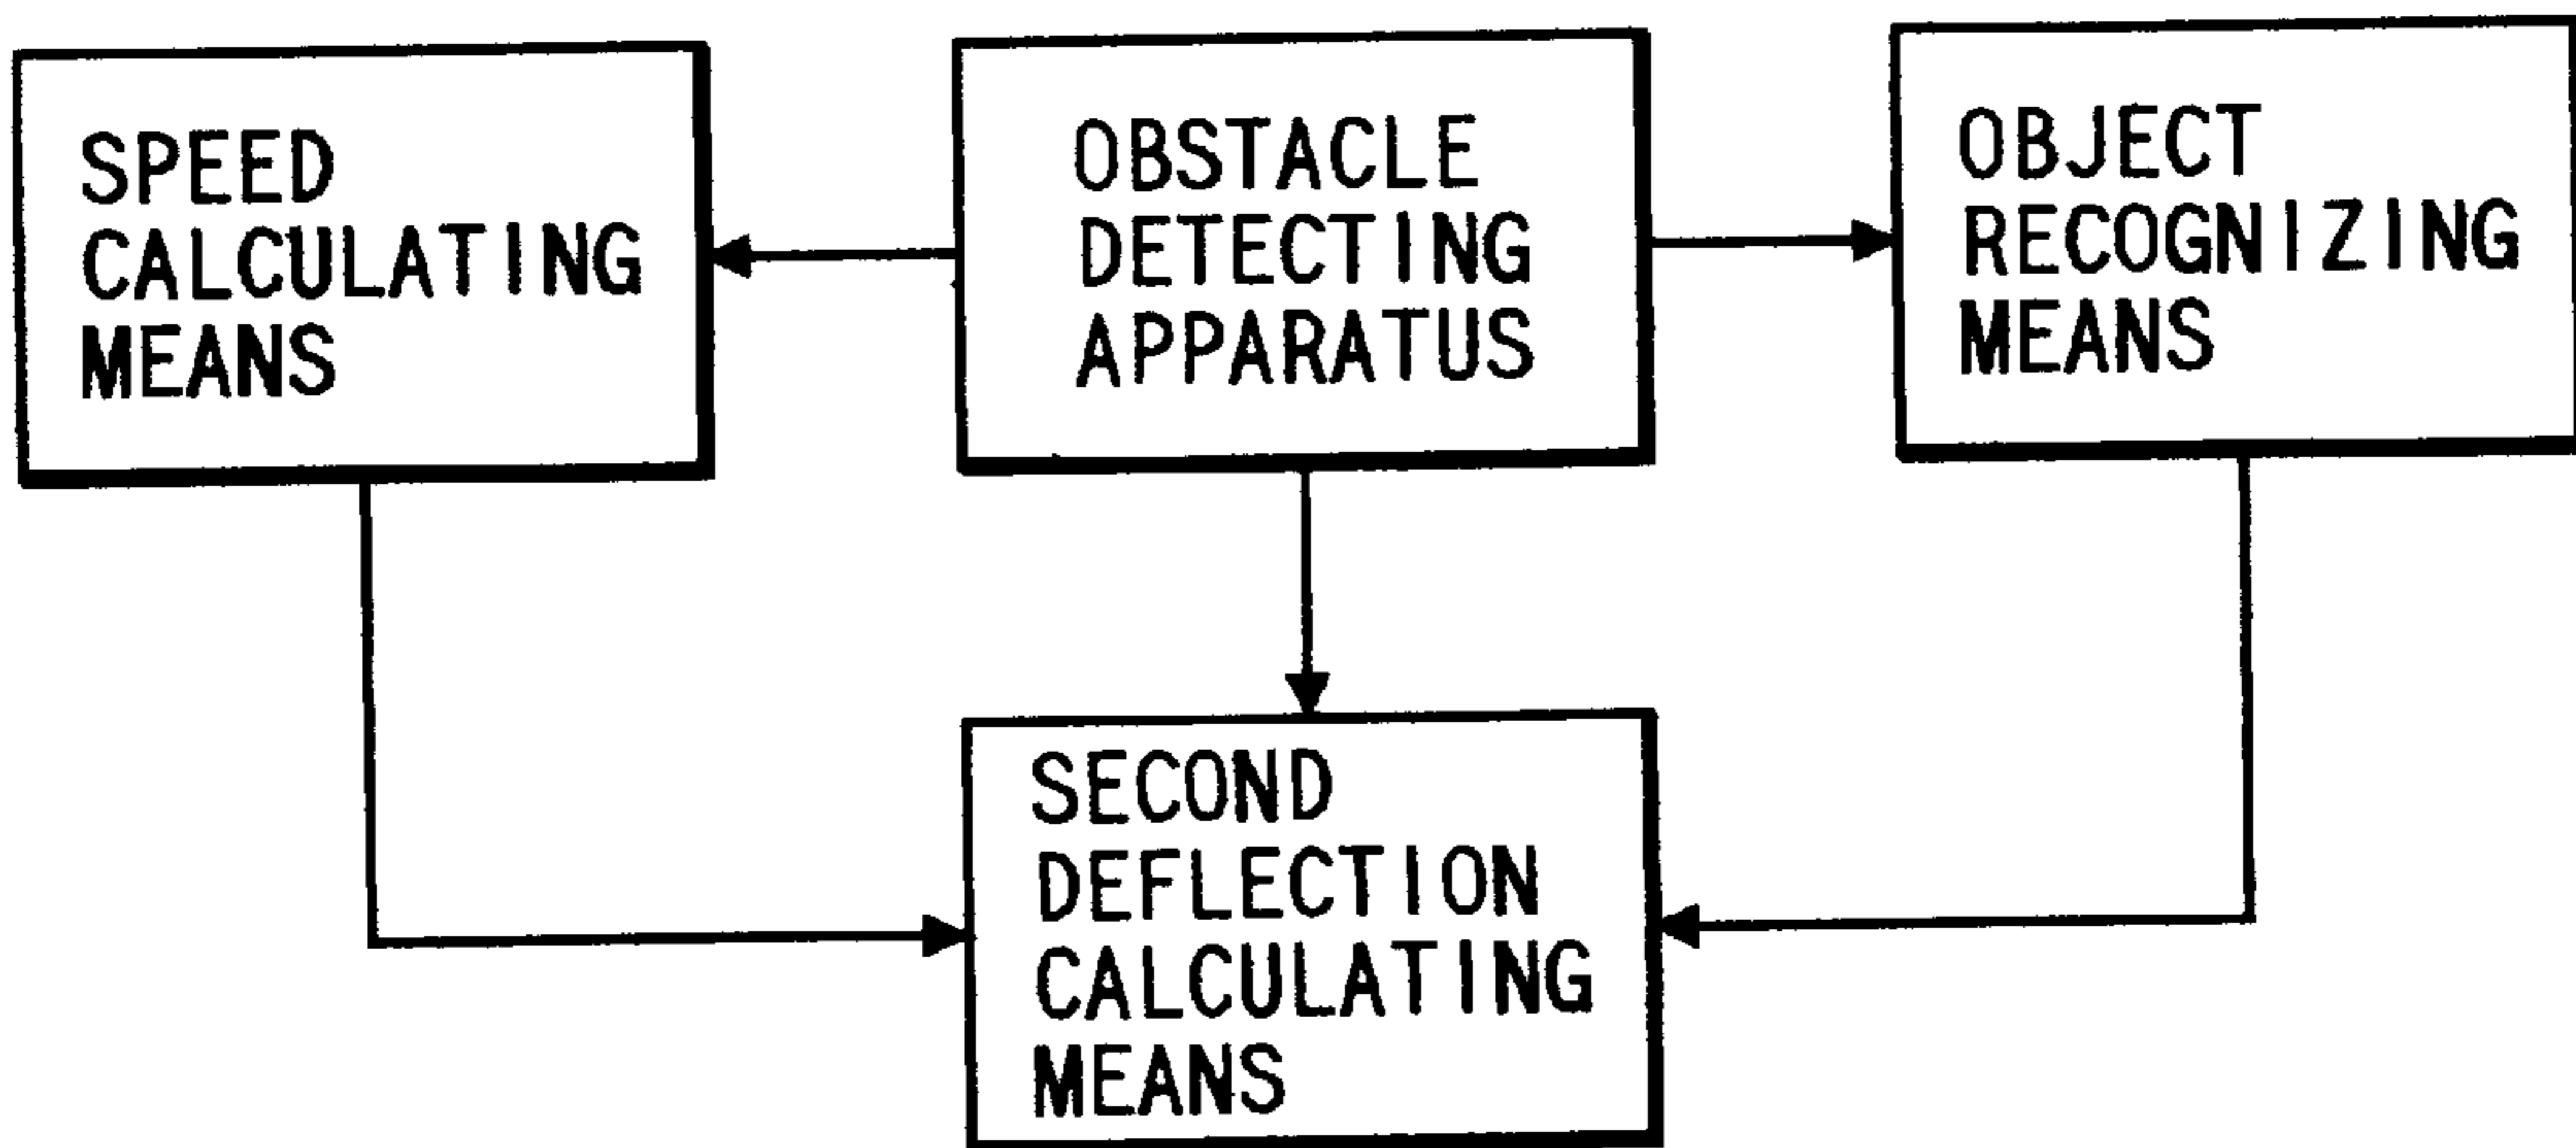 SPEED
CALCULATING
MEANS
OBSTACLE
DETECTING
APPARATUS
OBJECT
RECOGNIZING
MEANS
SECOND
DEFLECTION
CALCULATING
MEANS